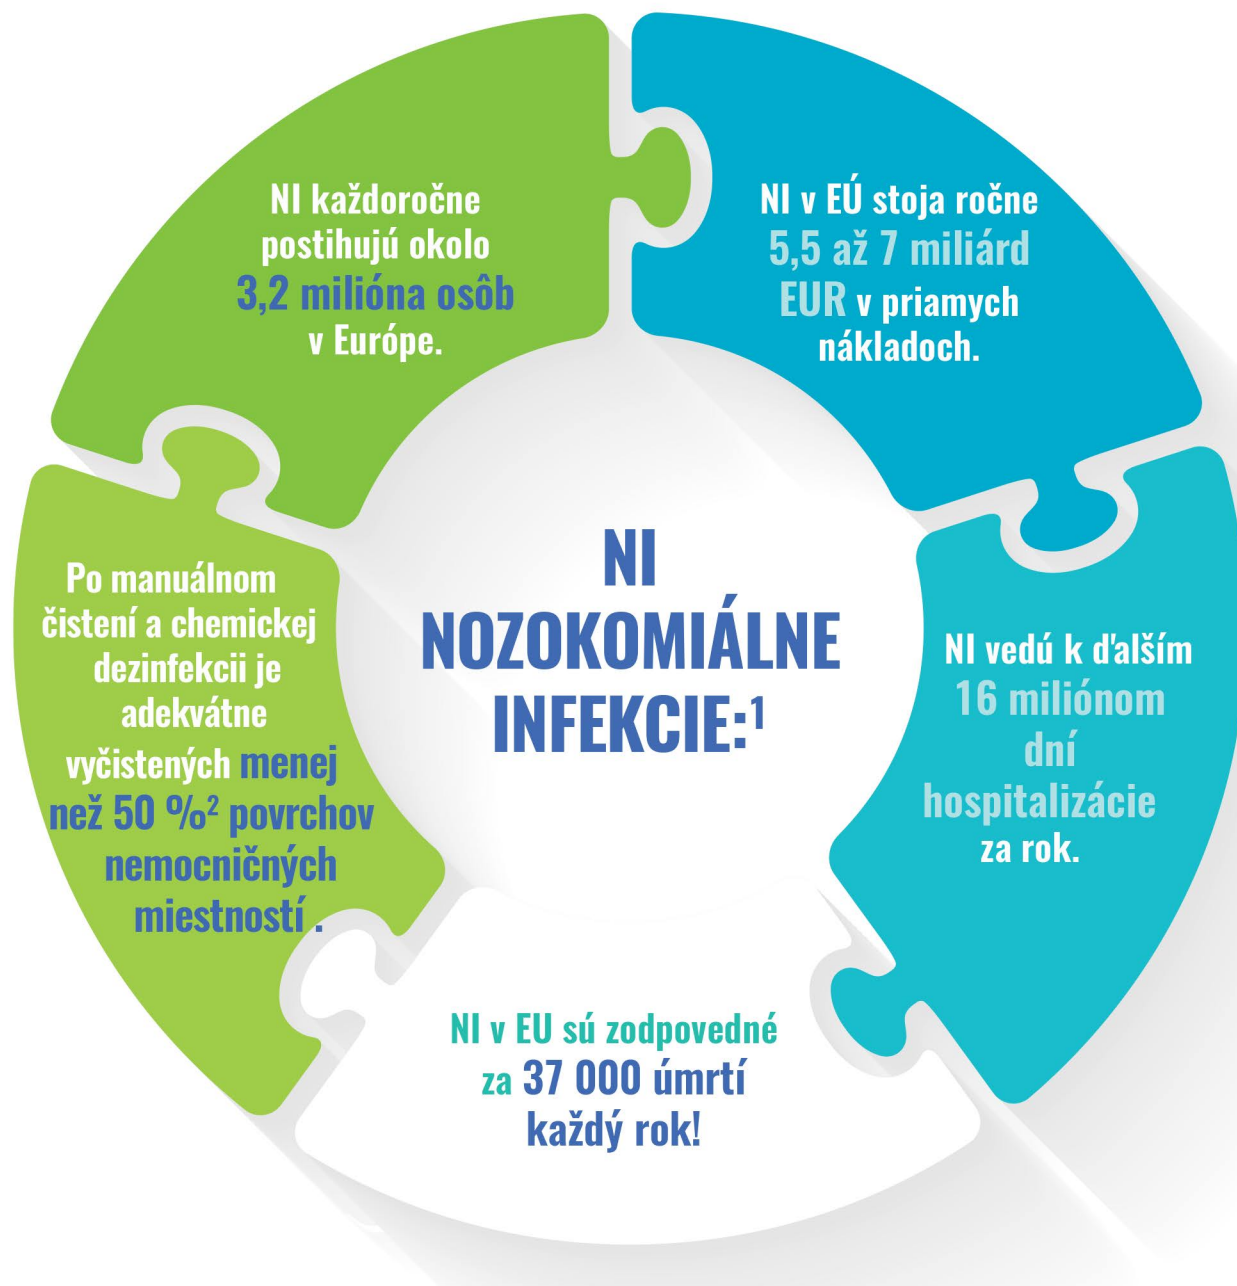 NI každoročne
postihujú okolo
3,2 milióna osôb
v Európe.
NI v EÚ stoja ročne
5,5 až 7 miliárd
EUR v priamych
nákladoch.
NI
NOZOKOMIÁLNE
INFEKCIE:¹
Po manuálnom
čistení a chemickej
dezinfekcii je
adekvátne
vyčistených menej
než 50 %² povrchov
nemocničných
miestností .
NI vedú k ďalším
16 miliónom
dní
hospitalizácie
za rok.
NI v EU sú zodpovedné
za 37 000 úmrtí
každý rok!